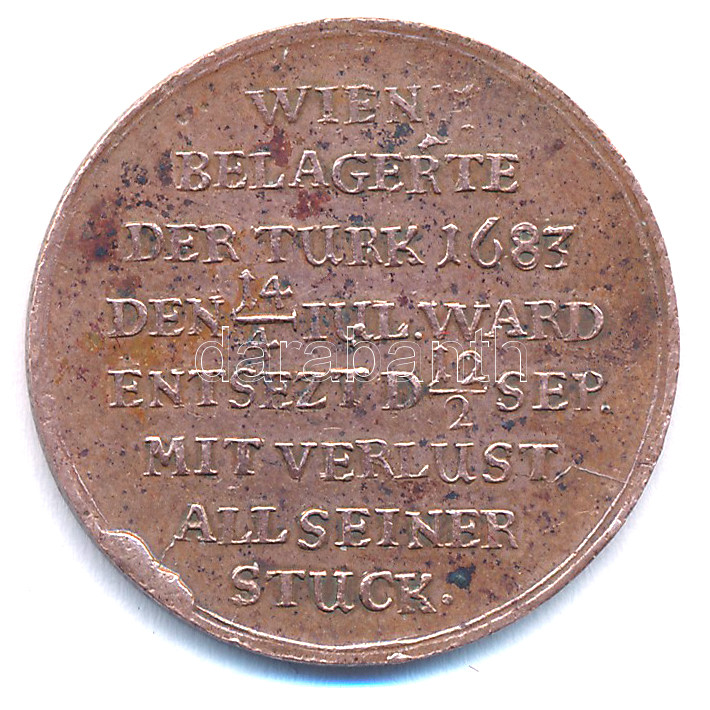 WIEN
BELAGERTE
DER TURK 1683
DEN 14/4 IUL. WARD
ENTSEZT D 12/2 SEP.
MIT VERLUST
ALL SEINER
STUCK.
darabanth